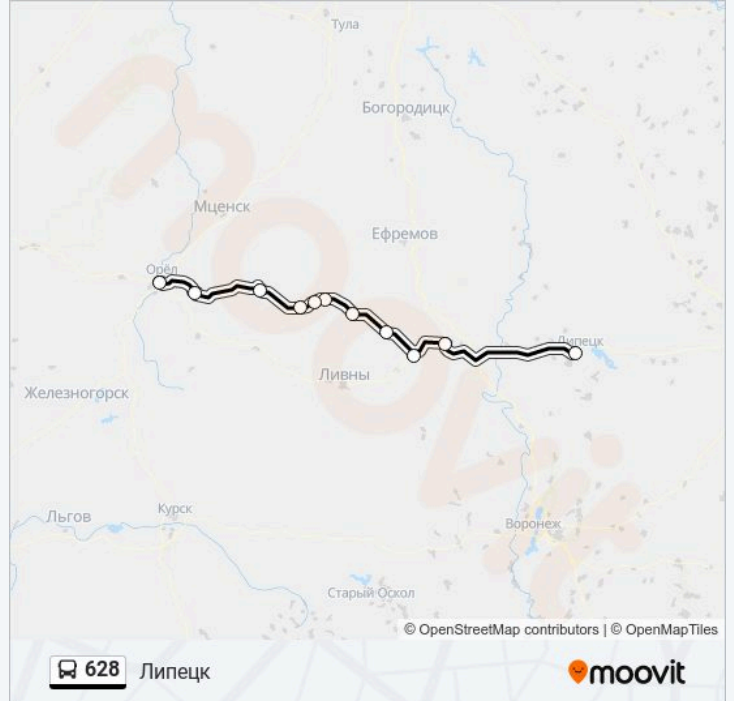 Тула
Богородицк
Мценск
Ефремов
Орёл
Липецк
Ливны
Железногорск
Курск
Льгов
Воронеж
Старый Оскол
© OpenStreetMap contributors | © OpenMapTiles
628 Липецк
moovit
moovit